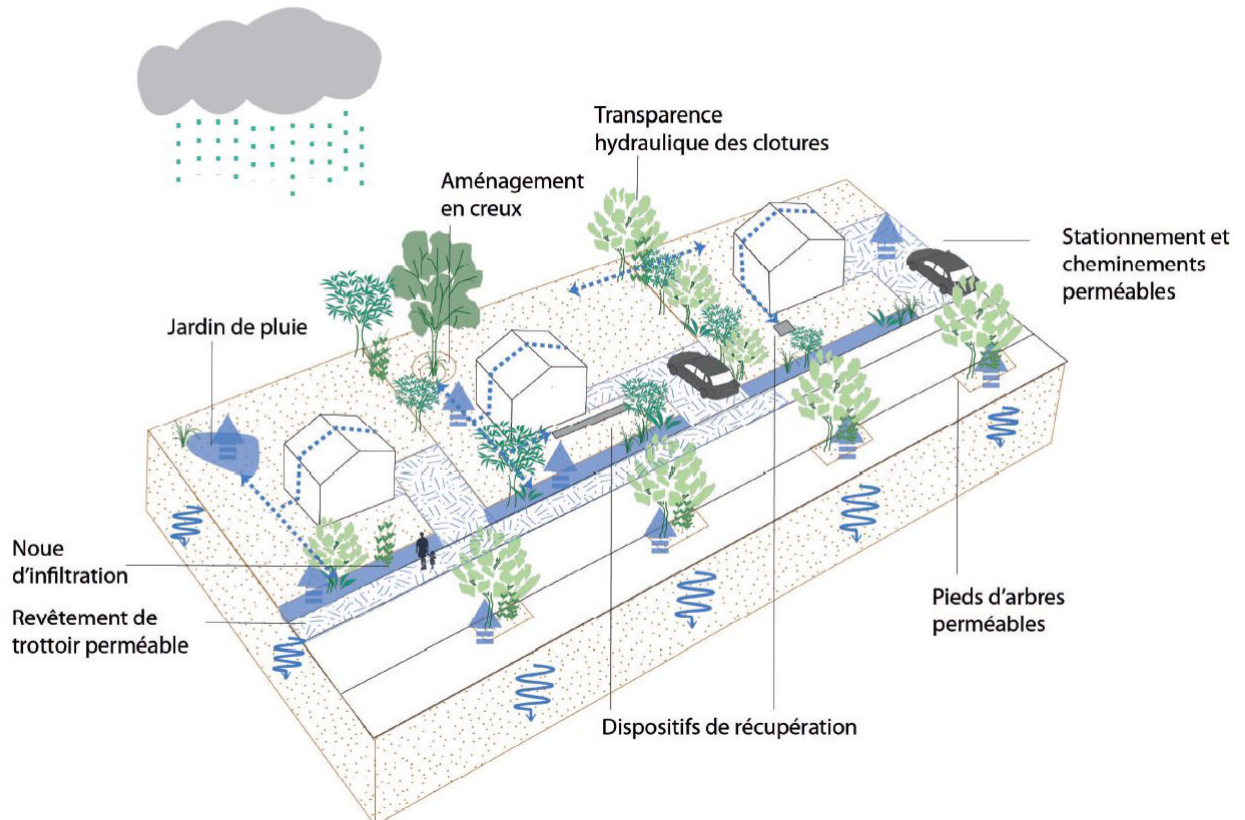 Transparence
hydraulique des clotures
Aménagement
en creux
Stationnement et
cheminements
perméables
Jardin de pluie
Noue
d'infiltration
Revêtement de
trottoir perméable
Pieds d'arbres
perméables
Dispositifs de récupération